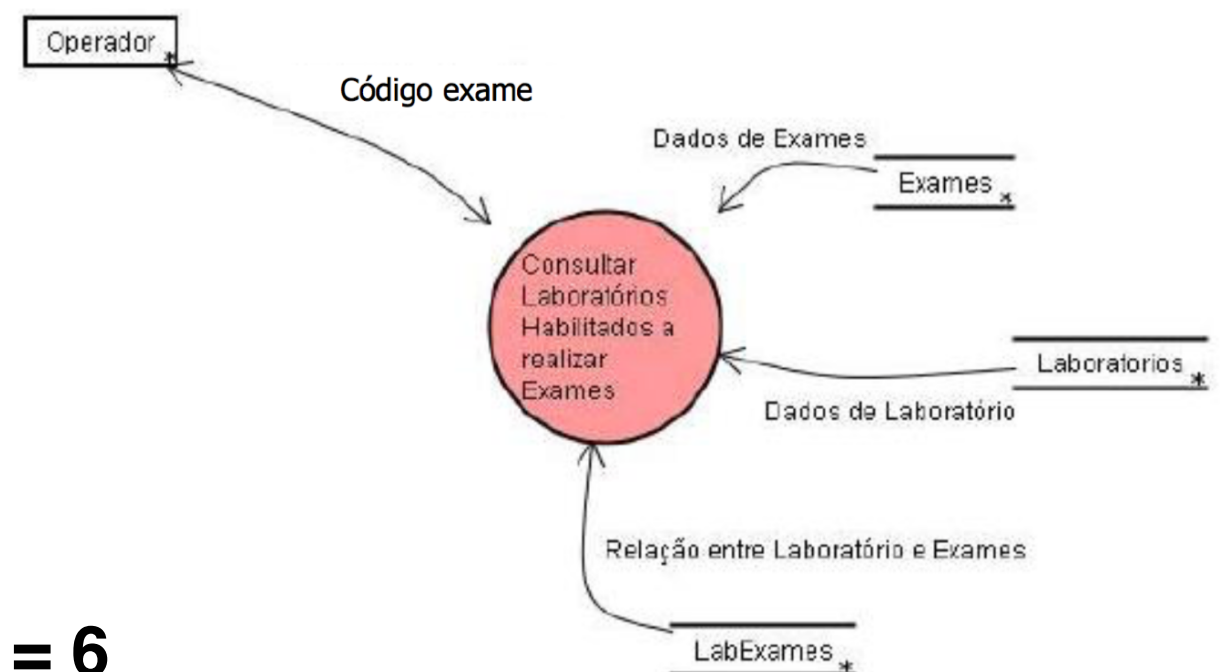 Operador *
Código exame
Dados de Exames
Exames *
Consultar
Laboratórios
Habilitados a
realizar
Exames
Laboratorios *
Dados de Laboratório
Relação entre Laboratório e Exames
= 6
LabExames *